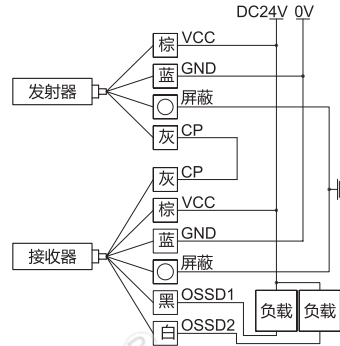 DC24V 0V
棕 VCC
蓝 GND
发射器
屏蔽
灰 CP
灰 CP
棕 VCC
蓝 GND
接收器
屏蔽
黑 OSSD1
负载 负载
白 OSSD2